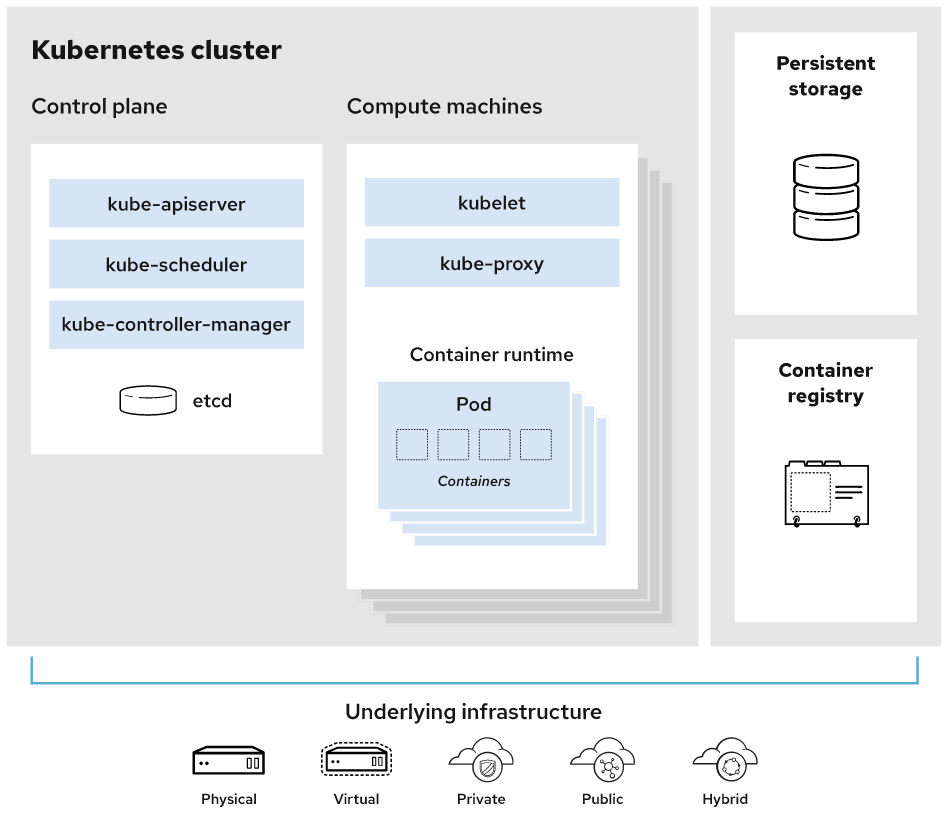 Kubernetes cluster
Control plane
kube-apiserver
kube-scheduler
kube-controller-manager
etcd
Compute machines
kubelet
kube-proxy
Container runtime
Pod
Containers
Persistent
storage
Container
registry
Underlying infrastructure
Physical
Virtual
Private
Public
Hybrid